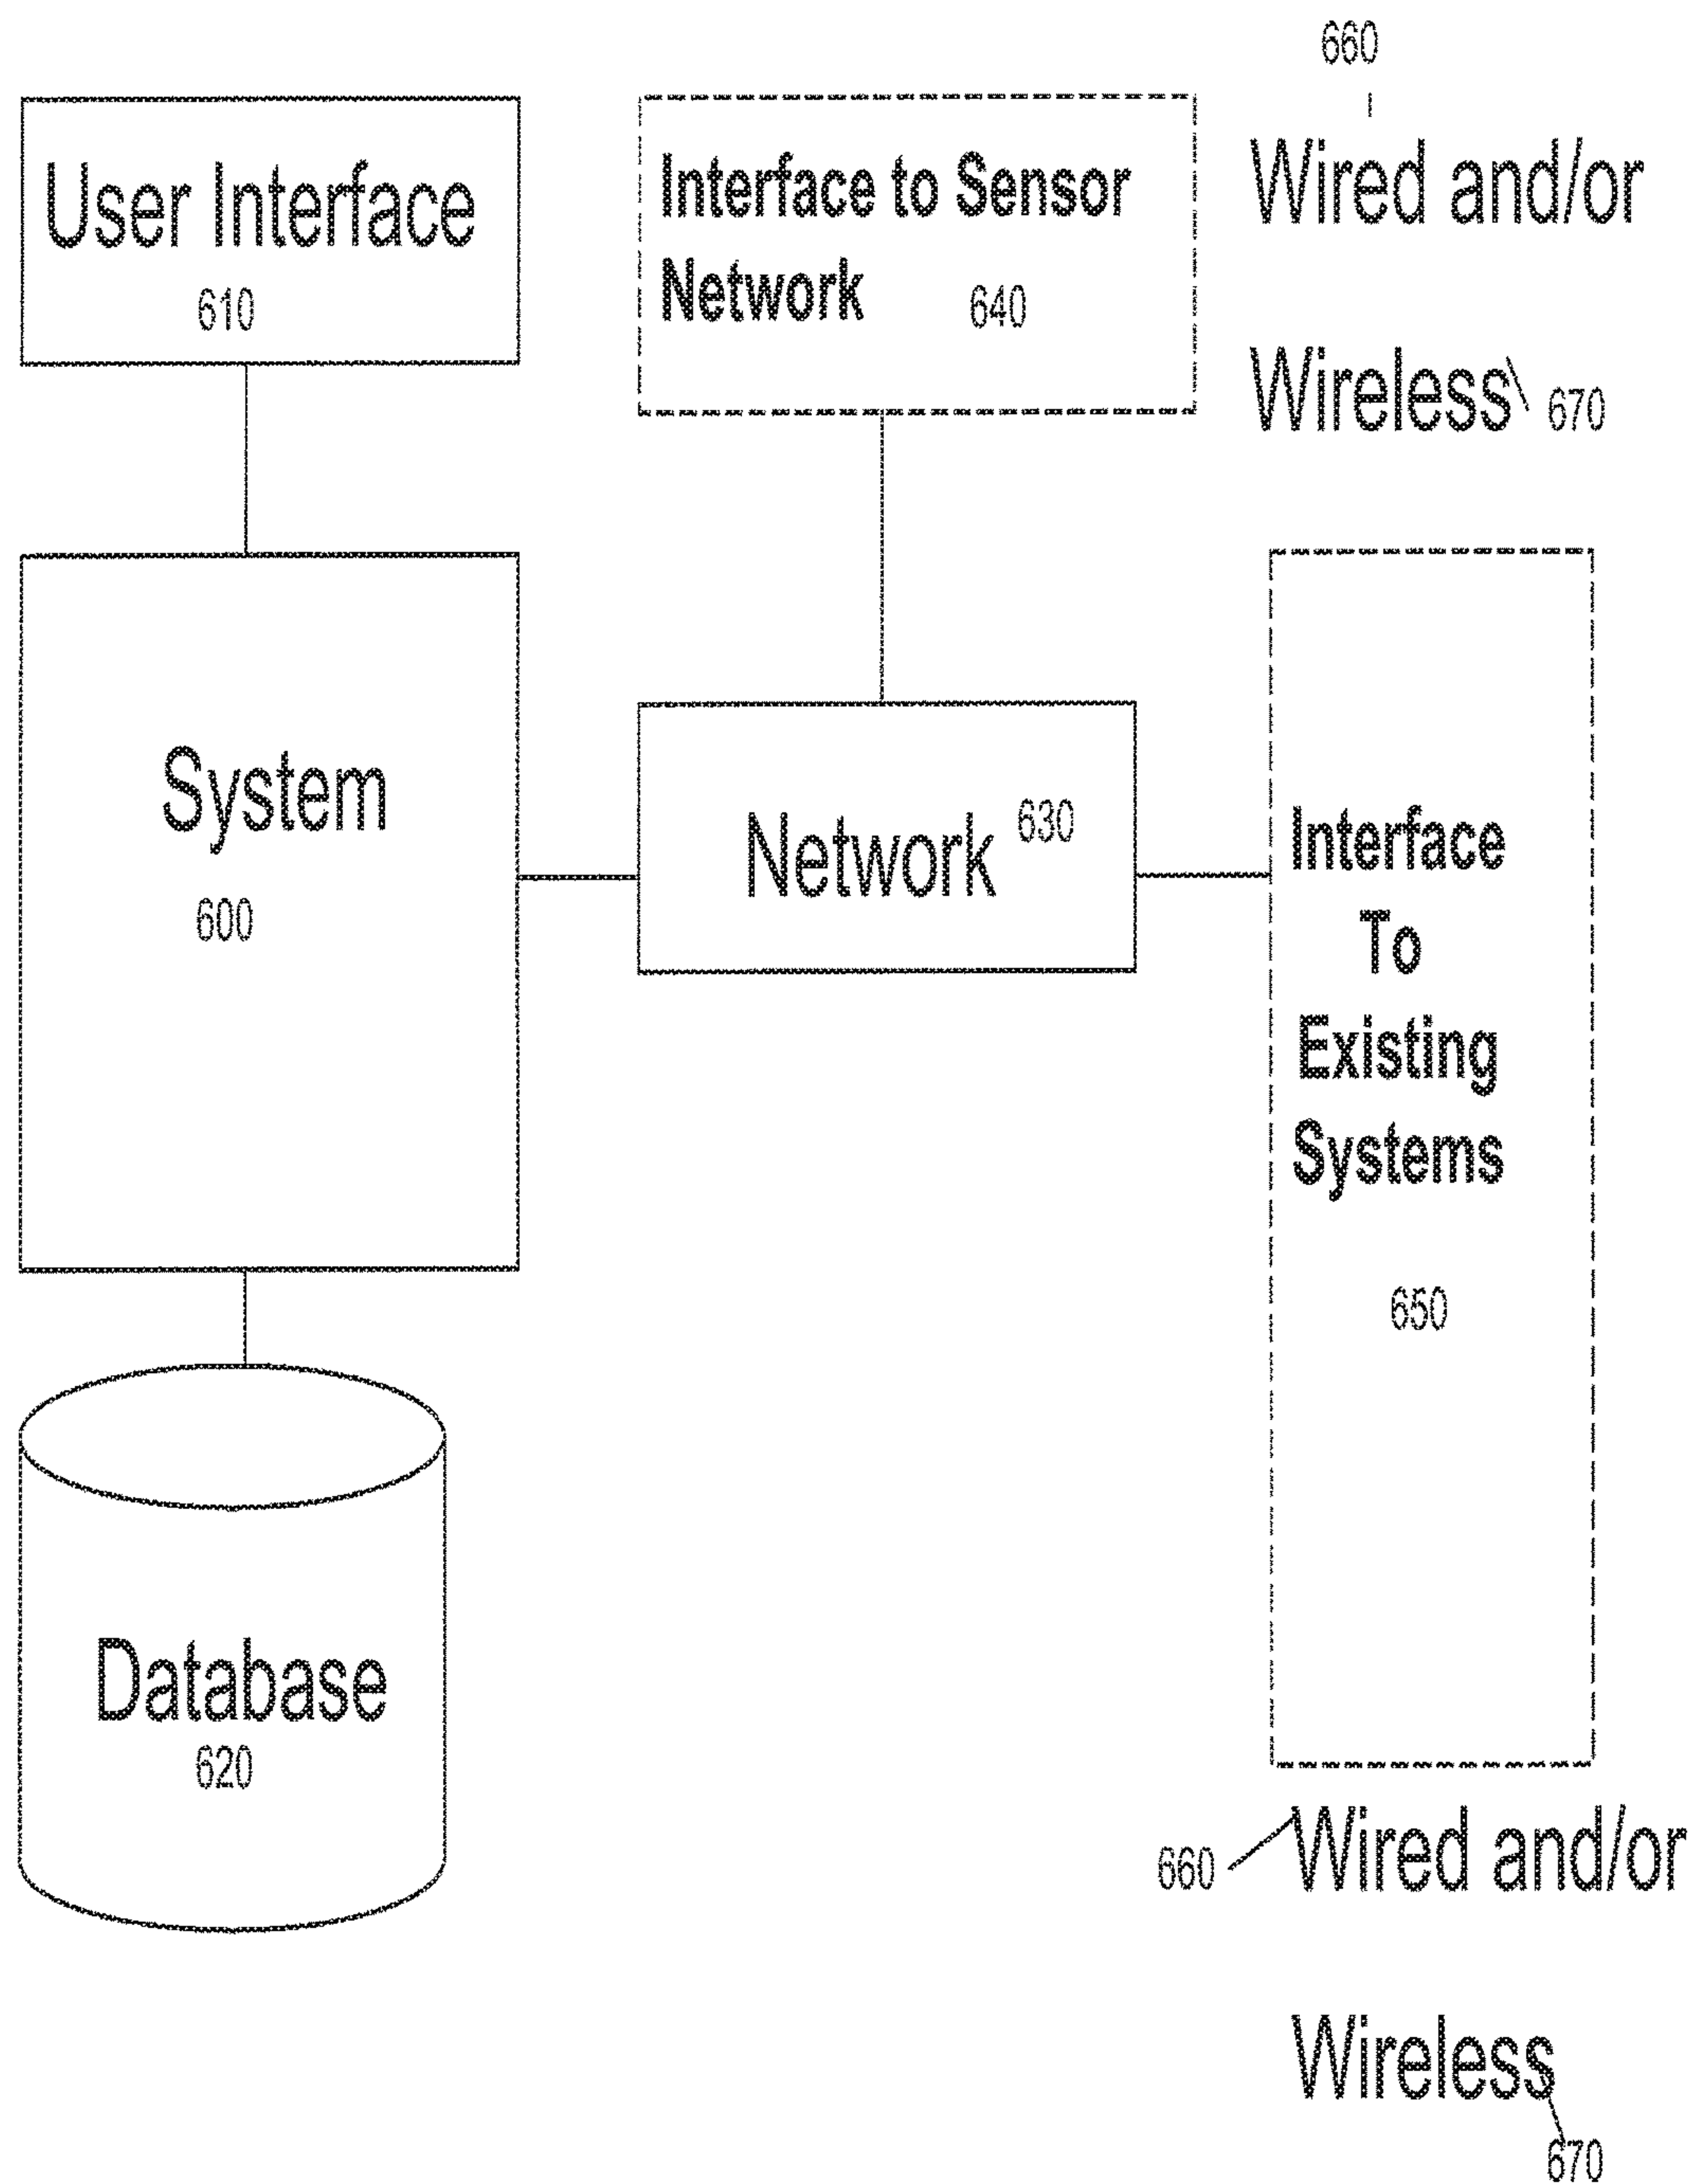 660
User Interface
610
Interface to Sensor
Network 640
Wired and/or
Wireless 670
System
600
Network 630
Interface
To
Existing
Systems
650
Database
620
660 Wired and/or
Wireless
670